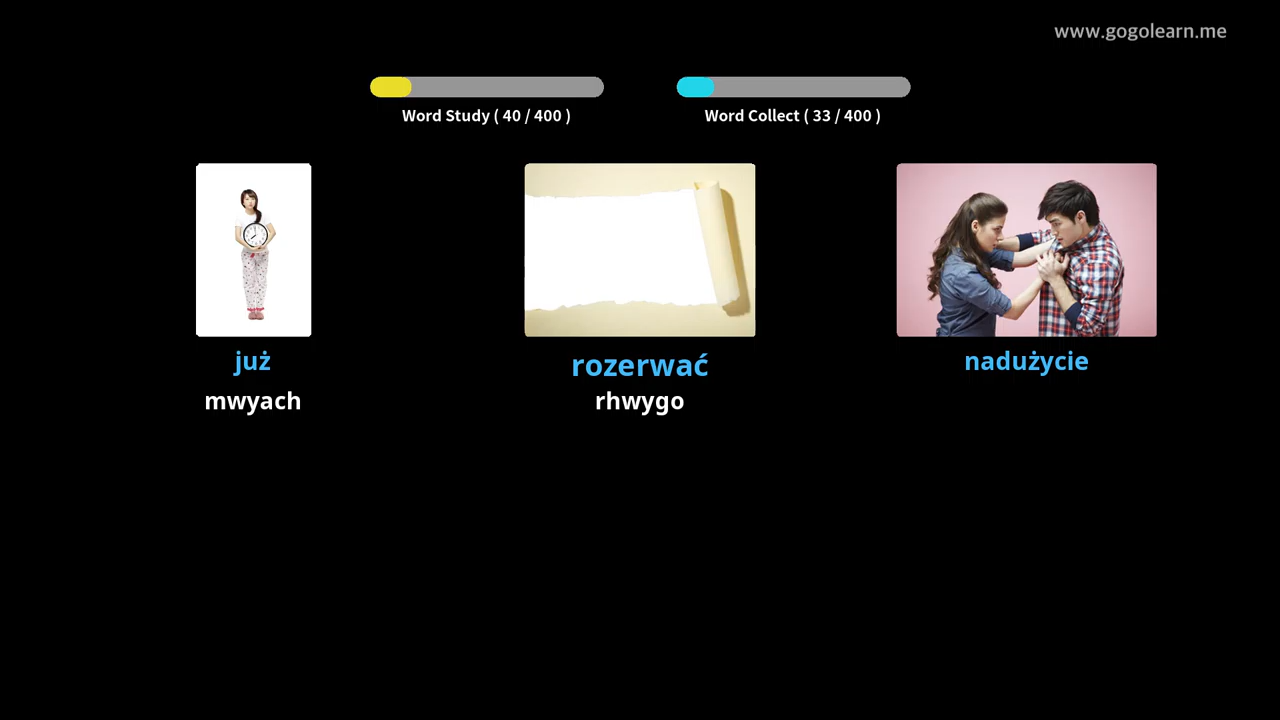 www.gogolearn.me
Word Study ( 40 / 400 )
Word Collect ( 33 / 400 )
już
rozerwać
nadużycie
mwyach
rhwygo